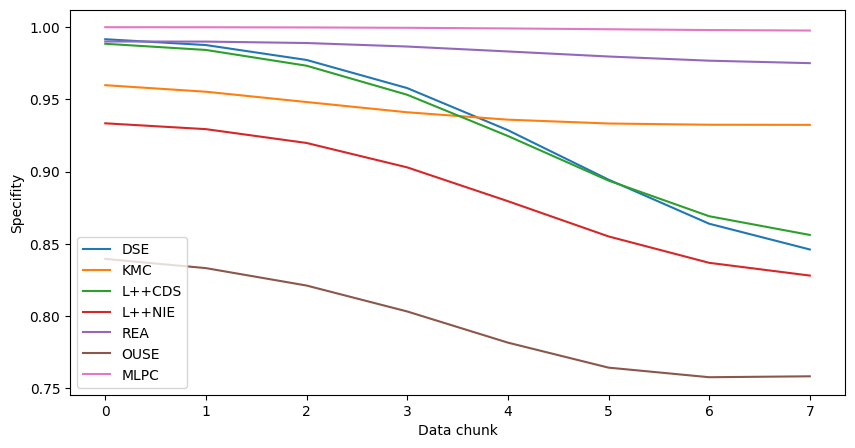 1.00
0.95
0.90
0.85
0.80
0.75
Specifity
DSE
KMC
L++CDS
L++NIE
REA
OUSE
MLPC
0 1 2 3 4 5 6 7
Data chunk